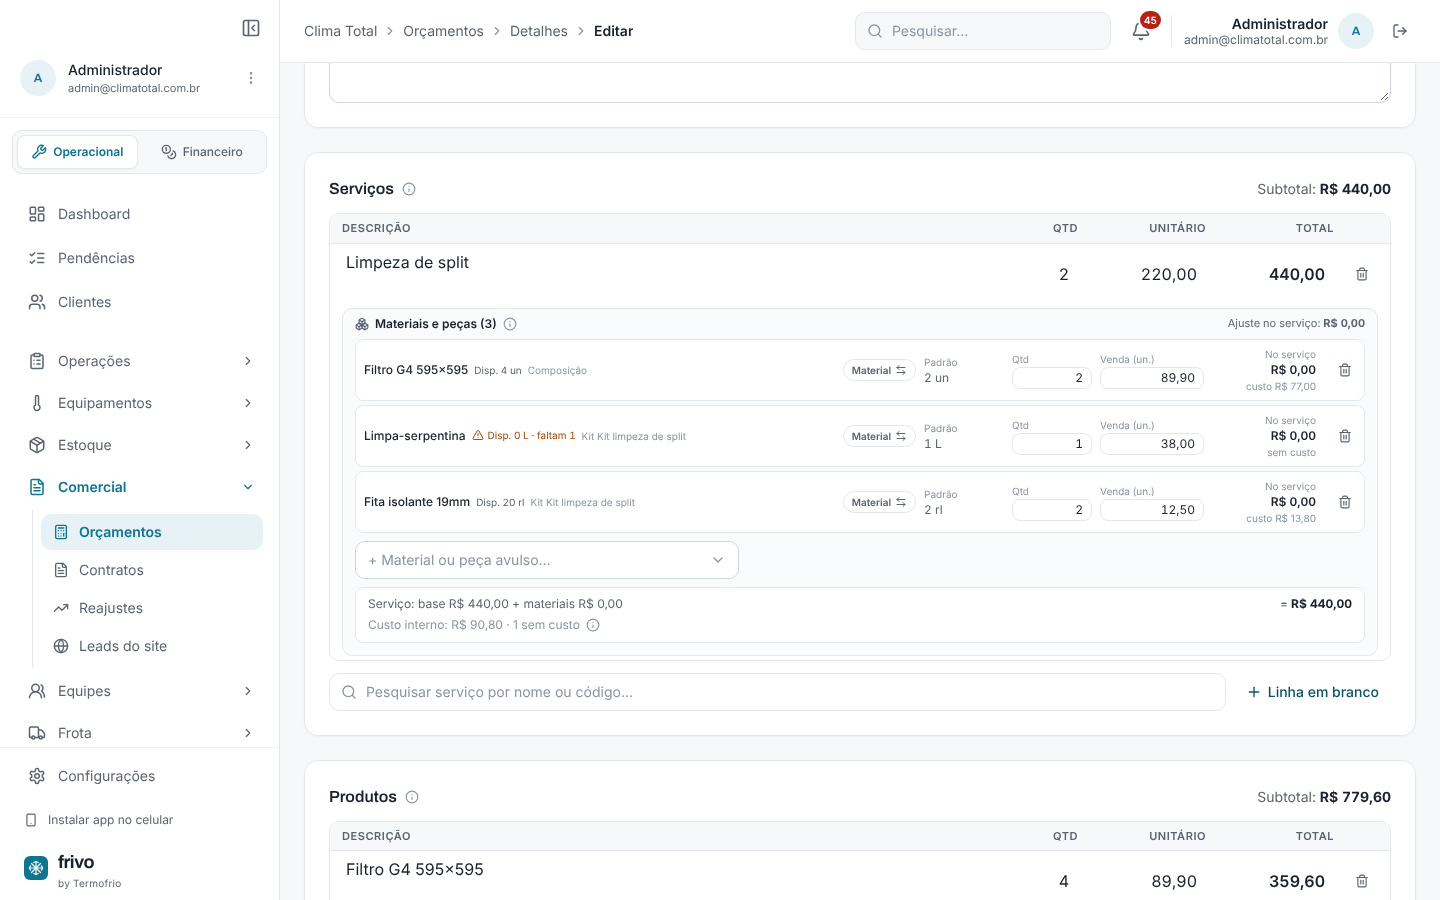 Clima Total > Orçamentos > Detalhes > Editar
Pesquisar...
45
Administrador
admin@climatotal.com.br
A
A
Administrador
admin@climatotal.com.br
Operacional
Financeiro
Dashboard
Pendências
Clientes
Operações
Equipamentos
Estoque
Comercial
Orçamentos
Contratos
Reajustes
Leads do site
Equipes
Frota
Configurações
Instalar app no celular
frivo
by Termofrio
Serviços
Subtotal: R$ 440,00
DESCRIÇÃO QTD UNITÁRIO TOTAL
Limpeza de split
2 220,00 440,00
Materiais e peças (3)
Ajuste no serviço: R$ 0,00
Filtro G4 595×595 Disp. 4 un Composição
Material
Padrão
2 un
Qtd
2
Venda (un.)
89,90
No serviço
R$ 0,00
custo R$ 77,00
Limpa-serpentina Disp. 0 L · faltam 1 Kit Kit limpeza de split
Material
Padrão
1 L
Qtd
1
Venda (un.)
38,00
No serviço
R$ 0,00
sem custo
Fita isolante 19mm Disp. 20 rl Kit Kit limpeza de split
Material
Padrão
2 rl
Qtd
2
Venda (un.)
12,50
No serviço
R$ 0,00
custo R$ 13,80
+ Material ou peça avulso...
Serviço: base R$ 440,00 + materiais R$ 0,00
= R$ 440,00
Custo interno: R$ 90,80 · 1 sem custo
Pesquisar serviço por nome ou código...
+ Linha em branco
Produtos
Subtotal: R$ 779,60
DESCRIÇÃO QTD UNITÁRIO TOTAL
Filtro G4 595×595
4 89,90 359,60